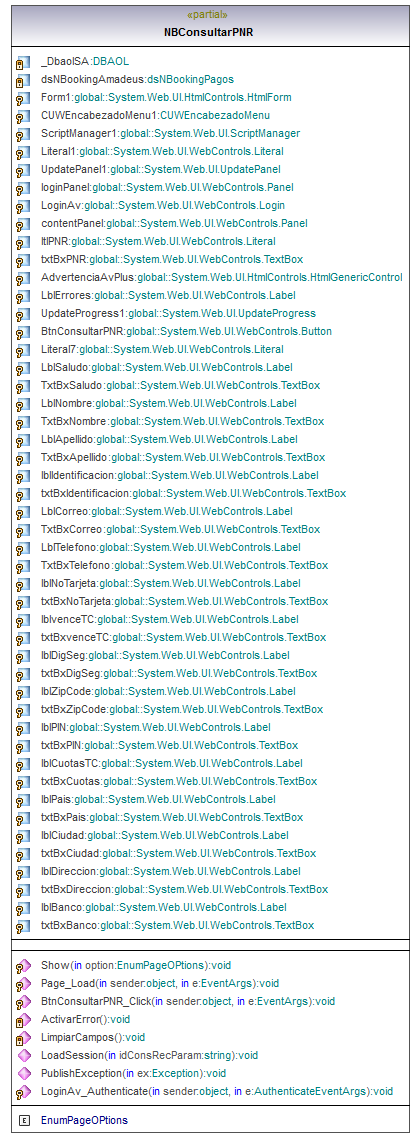 «partial»
NBConsultarPNR
_DbaolSA:DBAOL
dsNBookingAmadeus:dsNBookingPagos
Form1:global::System.Web.UI.HtmlControls.HtmlForm
CUWEncabezadoMenu1:CUWEncabezadoMenu
ScriptManager1:global::System.Web.UI.ScriptManager
Literal1:global::System.Web.UI.WebControls.Literal
UpdatePanel1:global::System.Web.UI.UpdatePanel
loginPanel:global::System.Web.UI.WebControls.Panel
LoginAv:global::System.Web.UI.WebControls.Login
contentPanel:global::System.Web.UI.WebControls.Panel
ltlPNR:global::System.Web.UI.WebControls.Literal
txtBxPNR:global::System.Web.UI.WebControls.TextBox
AdvertenciaAvPlus:global::System.Web.UI.HtmlControls.HtmlGenericControl
LblErrores:global::System.Web.UI.WebControls.Label
UpdateProgress1:global::System.Web.UI.UpdateProgress
BtnConsultarPNR:global::System.Web.UI.WebControls.Button
Literal7:global::System.Web.UI.WebControls.Literal
LblSaludo:global::System.Web.UI.WebControls.Label
TxtBxSaludo:global::System.Web.UI.WebControls.TextBox
LblNombre:global::System.Web.UI.WebControls.Label
TxtBxNombre:global::System.Web.UI.WebControls.TextBox
LblApellido:global::System.Web.UI.WebControls.Label
TxtBxApellido:global::System.Web.UI.WebControls.TextBox
lblIdentificacion:global::System.Web.UI.WebControls.Label
txtBxIdentificacion:global::System.Web.UI.WebControls.TextBox
LblCorreo:global::System.Web.UI.WebControls.Label
TxtBxCorreo:global::System.Web.UI.WebControls.TextBox
LblTelefono:global::System.Web.UI.WebControls.Label
TxtBxTelefono:global::System.Web.UI.WebControls.TextBox
lblNoTarjeta:global::System.Web.UI.WebControls.Label
txtBxNoTarjeta:global::System.Web.UI.WebControls.TextBox
lblvenceTC:global::System.Web.UI.WebControls.Label
txtBxvenceTC:global::System.Web.UI.WebControls.TextBox
lblDigSeg:global::System.Web.UI.WebControls.Label
txtBxDigSeg:global::System.Web.UI.WebControls.TextBox
lblZipCode:global::System.Web.UI.WebControls.Label
txtBxZipCode:global::System.Web.UI.WebControls.TextBox
lblPIN:global::System.Web.UI.WebControls.Label
txtBxPIN:global::System.Web.UI.WebControls.TextBox
lblCuotasTC:global::System.Web.UI.WebControls.Label
txtBxCuotas:global::System.Web.UI.WebControls.TextBox
lblPais:global::System.Web.UI.WebControls.Label
txtBxPais:global::System.Web.UI.WebControls.TextBox
lblCiudad:global::System.Web.UI.WebControls.Label
txtBxCiudad:global::System.Web.UI.WebControls.TextBox
lblDireccion:global::System.Web.UI.WebControls.Label
txtBxDireccion:global::System.Web.UI.WebControls.TextBox
lblBanco:global::System.Web.UI.WebControls.Label
txtBxBanco:global::System.Web.UI.WebControls.TextBox
Show(in option:EnumPageOPtions):void
Page_Load(in sender:object, in e:EventArgs):void
BtnConsultarPNR_Click(in sender:object, in e:EventArgs):void
ActivarError():void
LimpiarCampos():void
LoadSession(in idConsRecParam:string):void
PublishException(in ex:Exception):void
LoginAv_Authenticate(in sender:object, in e:AuthenticateEventArgs):void
E EnumPageOPtions